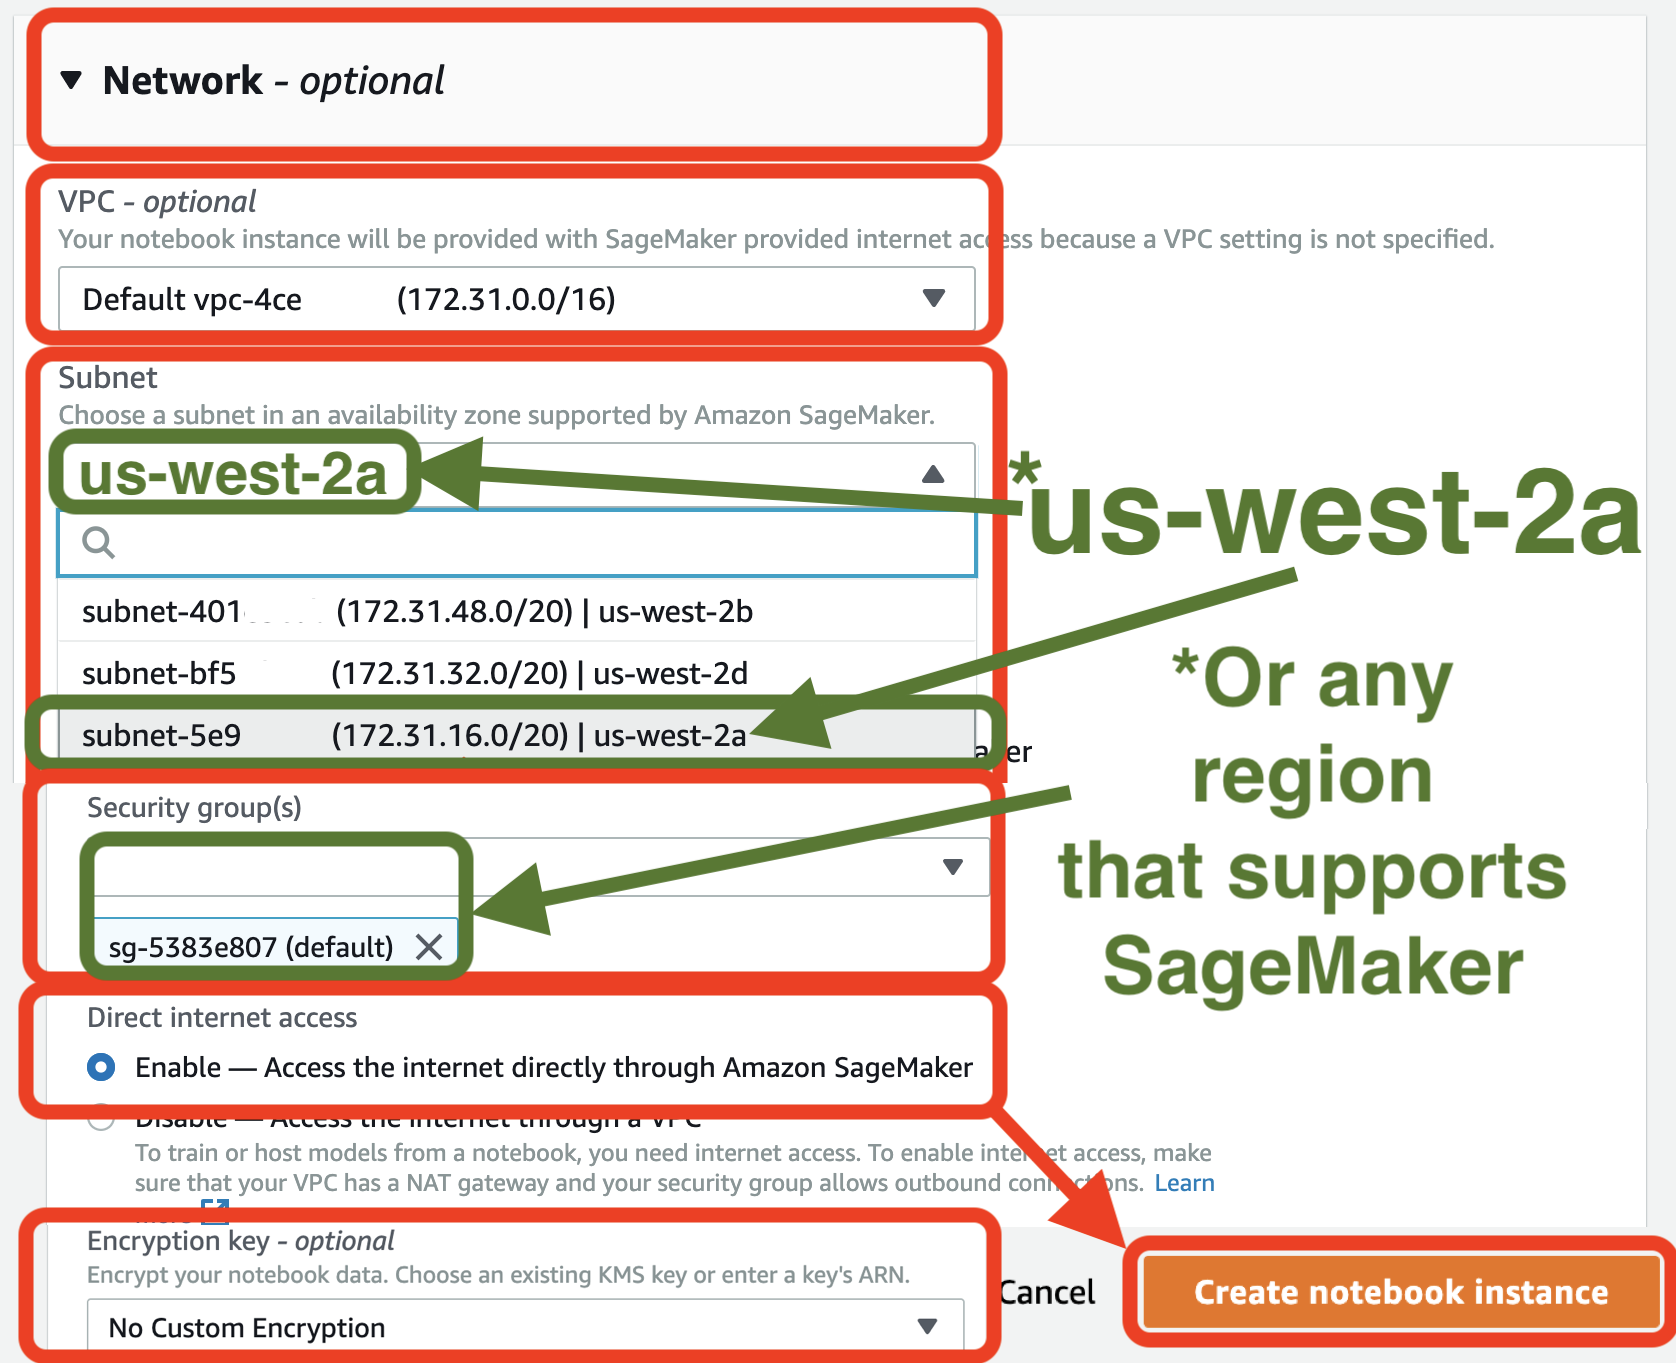 Network - optional
VPC - optional
Your notebook instance will be provided with SageMaker provided internet access because a VPC setting is not specified.
Default vpc-4ce (172.31.0.0/16)
Subnet
Choose a subnet in an availability zone supported by Amazon SageMaker.
us-west-2a
*us-west-2a
subnet-401 (172.31.48.0/20) | us-west-2b
subnet-bf5 (172.31.32.0/20) | us-west-2d
subnet-5e9 (172.31.16.0/20) | us-west-2a
*Or any
region
that supports
SageMaker
Security group(s)
sg-5383e807 (default)
Direct internet access
Enable — Access the internet directly through Amazon SageMaker
Disable — Access the internet through a VPC
To train or host models from a notebook, you need internet access. To enable internet access, make
sure that your VPC has a NAT gateway and your security group allows outbound connections. Learn
more
Encryption key - optional
Encrypt your notebook data. Choose an existing KMS key or enter a key's ARN.
No Custom Encryption
Cancel
Create notebook instance